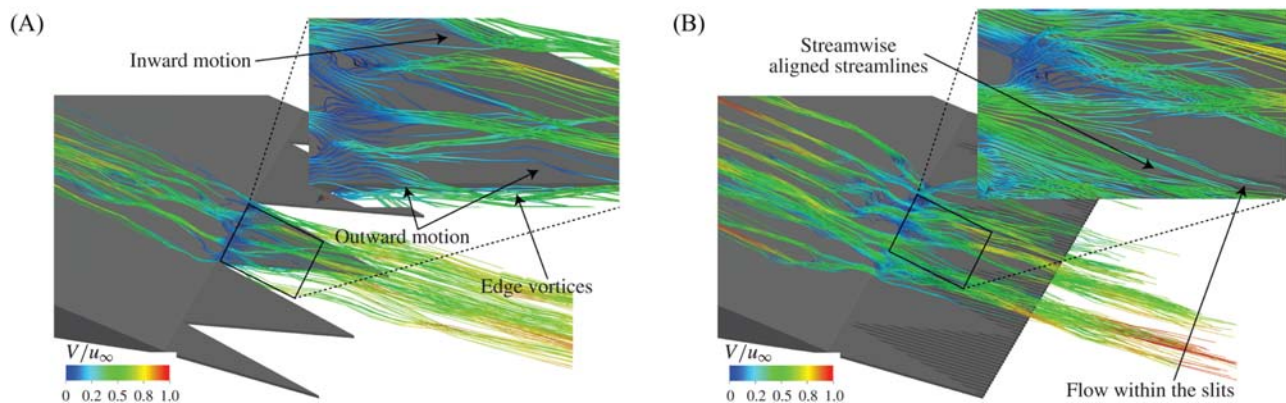 (A)
Inward motion
Outward motion
Edge vortices
V/u∞
0 0.2 0.5 0.8 1.0
(B)
Streamwise
aligned streamlines
Flow within the slits
V/u∞
0 0.2 0.5 0.8 1.0